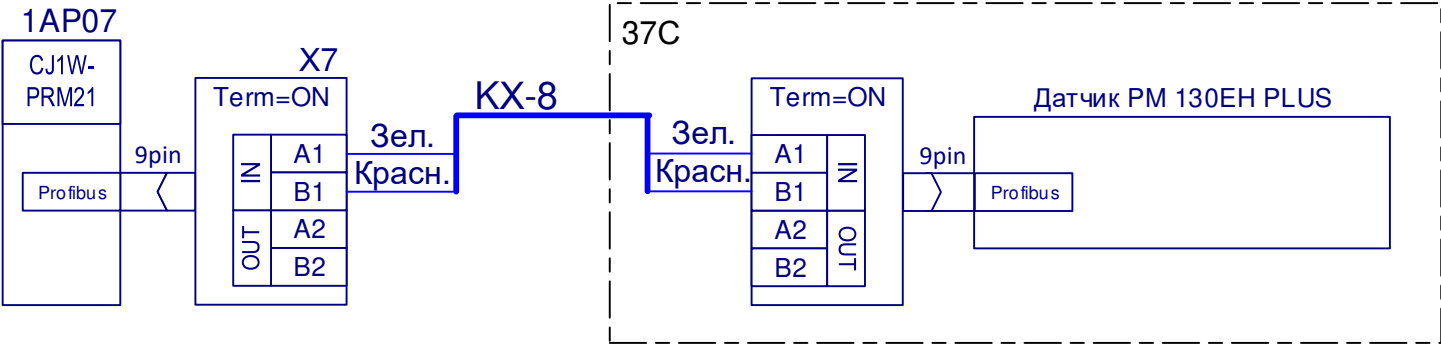 1AP07
CJ1W-
PRM21
Profibus
9pin
X7
Term=ON
IN
OUT
A1
B1
A2
B2
Зел.
Красн.
KX-8
37C
Зел.
Красн.
Term=ON
A1
B1
A2
B2
IN
OUT
9pin
Датчик PM 130EH PLUS
Profibus